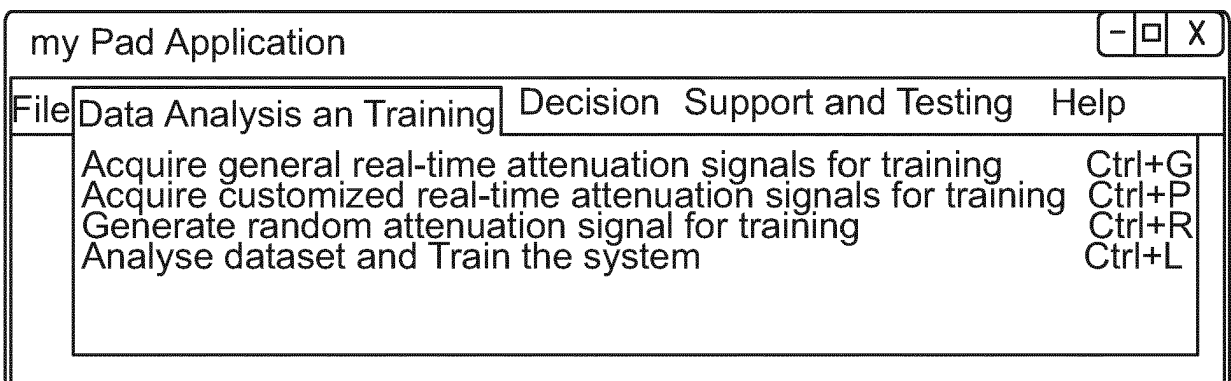 my Pad Application - □ X
File Data Analysis an Training Decision Support and Testing Help
Acquire general real-time attenuation signals for training Ctrl+G
Acquire customized real-time attenuation signals for training Ctrl+P
Generate random attenuation signal for training Ctrl+R
Analyse dataset and Train the system Ctrl+L